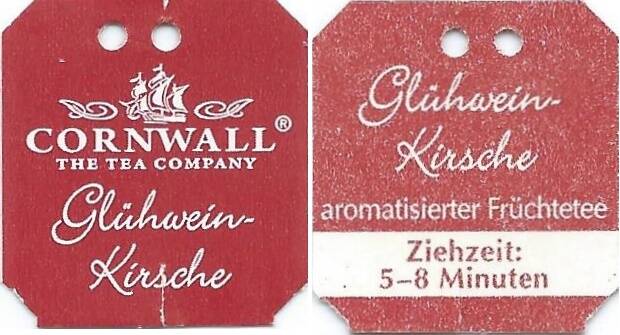 CORNWALL®
THE TEA COMPANY
Glühwein-
Kirsche
Glühwein-
Kirsche
aromatisierter Früchtetee
Ziehzeit:
5–8 Minuten